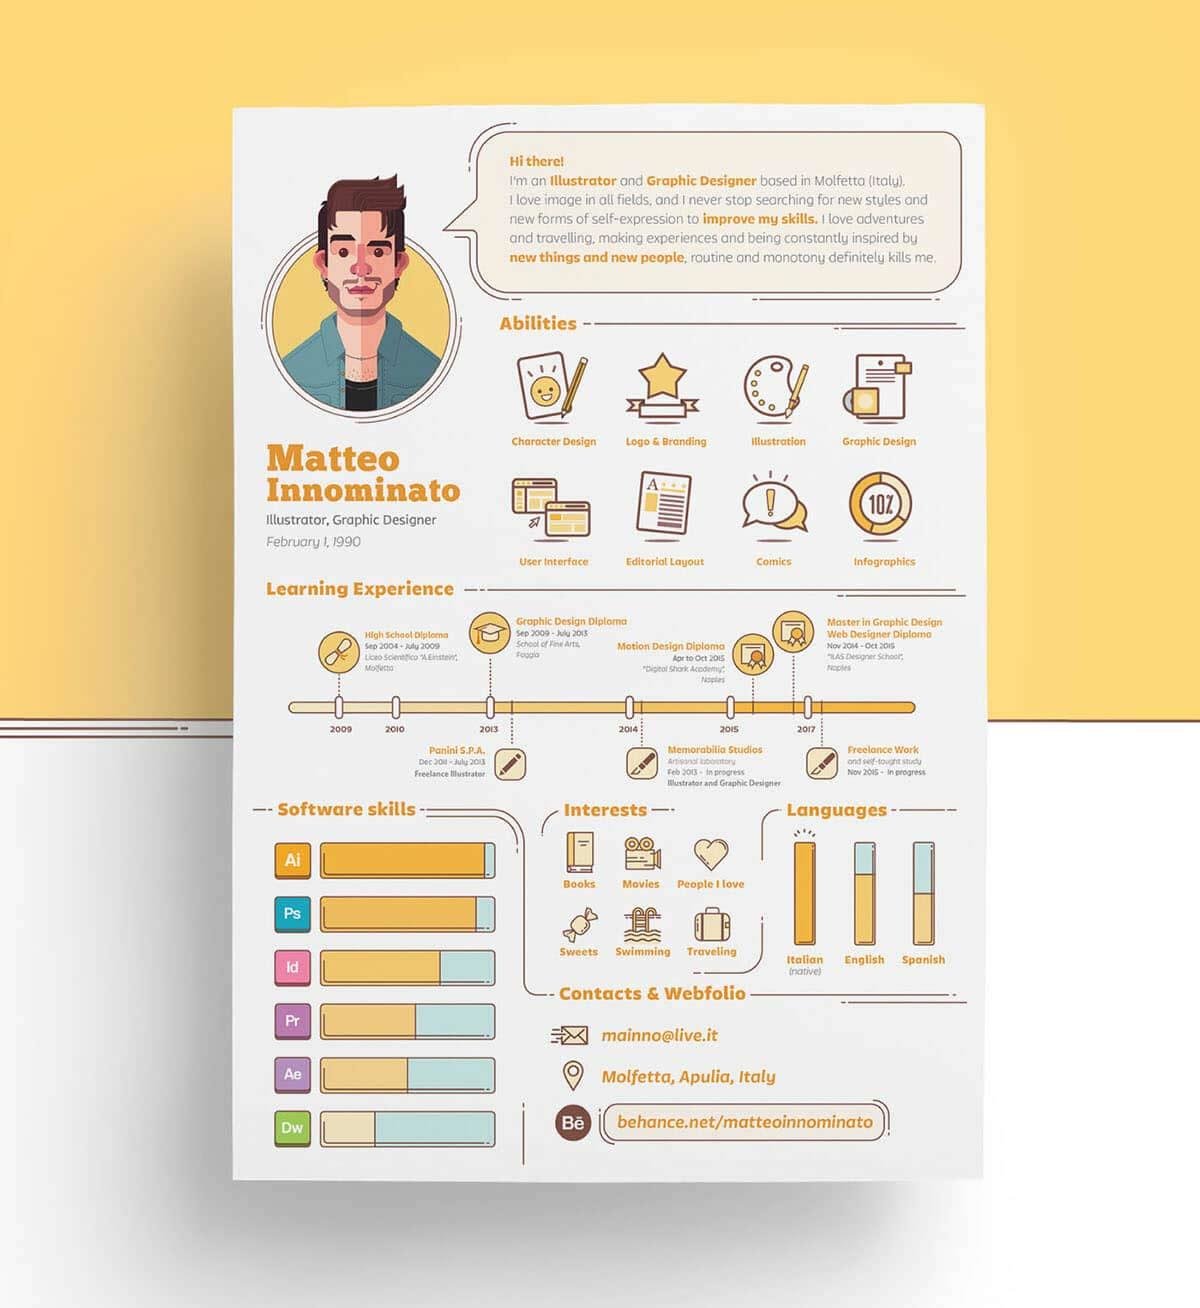 Hi there!
I'm an Illustrator and Graphic Designer based in Molfetta (Italy).
I love image in all fields, and I never stop searching for new styles and
new forms of self-expression to improve my skills. I love adventures
and travelling, making experiences and being constantly inspired by
new things and new people, routine and monotony definitely kills me.
Matteo
Innominato
Illustrator, Graphic Designer
February 1, 1990
Abilities
Character Design
Logo & Branding
Illustration
Graphic Design
A
!
10%
User Interface
Editorial Layout
Comics
Infographics
Learning Experience
High School Diploma
Sep 2004 - July 2009
Liceo Scientifico "A.Einstein",
Molfetta
Graphic Design Diploma
Sep 2009 - July 2013
School of Fine Arts,
Foggia
Motion Design Diploma
Apr to Oct 2015
"Digital Shark Academy",
Naples
Master in Graphic Design
Web Designer Diploma
Nov 2014 - Oct 2015
"ILAS Designer School",
Naples
2009
2010
2013
2014
2015
2017
Panini S.P.A.
Dec 2011 - July 2013
Freelance Illustrator
Memorabilia Studios
Artisanal laboratory
Feb 2013 - In progress
Illustrator and Graphic Designer
Freelance Work
and self-taught study
Nov 2015 - In progress
Software skills
Ai
Ps
Id
Pr
Ae
Dw
Interests
Books
Movies
People I love
Sweets
Swimming
Traveling
Languages
Italian
(native)
English
Spanish
Contacts & Webfolio
mainno@live.it
Molfetta, Apulia, Italy
Bē
behance.net/matteoinnominato